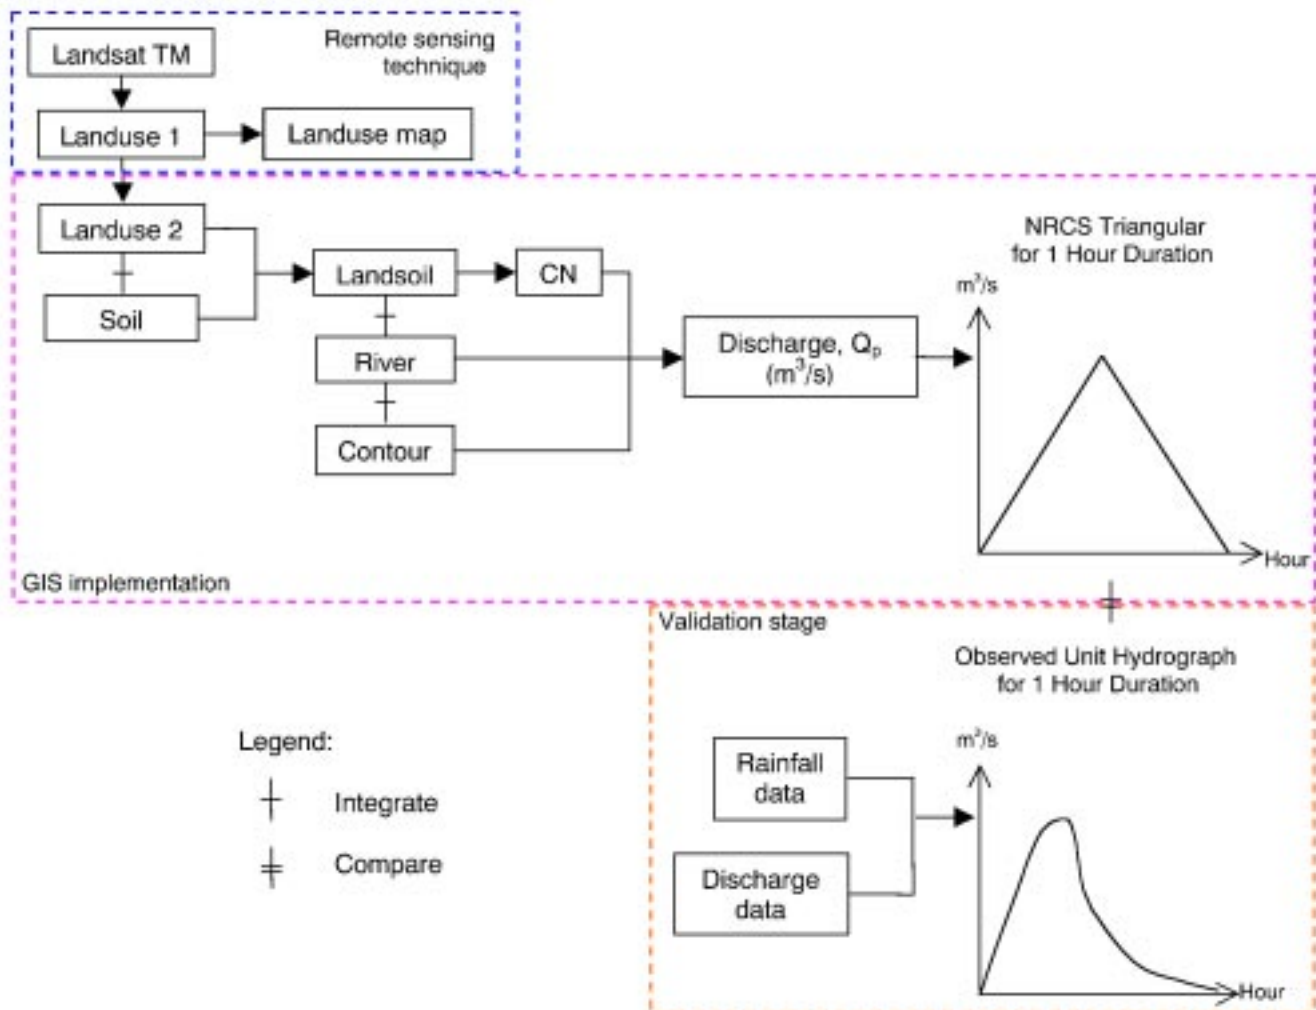 Landsat TM
Remote sensing
technique
Landuse 1
Landuse map
Landuse 2
Soil
Landsoil
CN
River
Contour
Discharge, Qp
(m³/s)
NRCS Triangular
for 1 Hour Duration
m³/s
Hour
GIS implementation
Validation stage
Observed Unit Hydrograph
for 1 Hour Duration
Rainfall
data
Discharge
data
m³/s
Hour
Legend:
Integrate
Compare